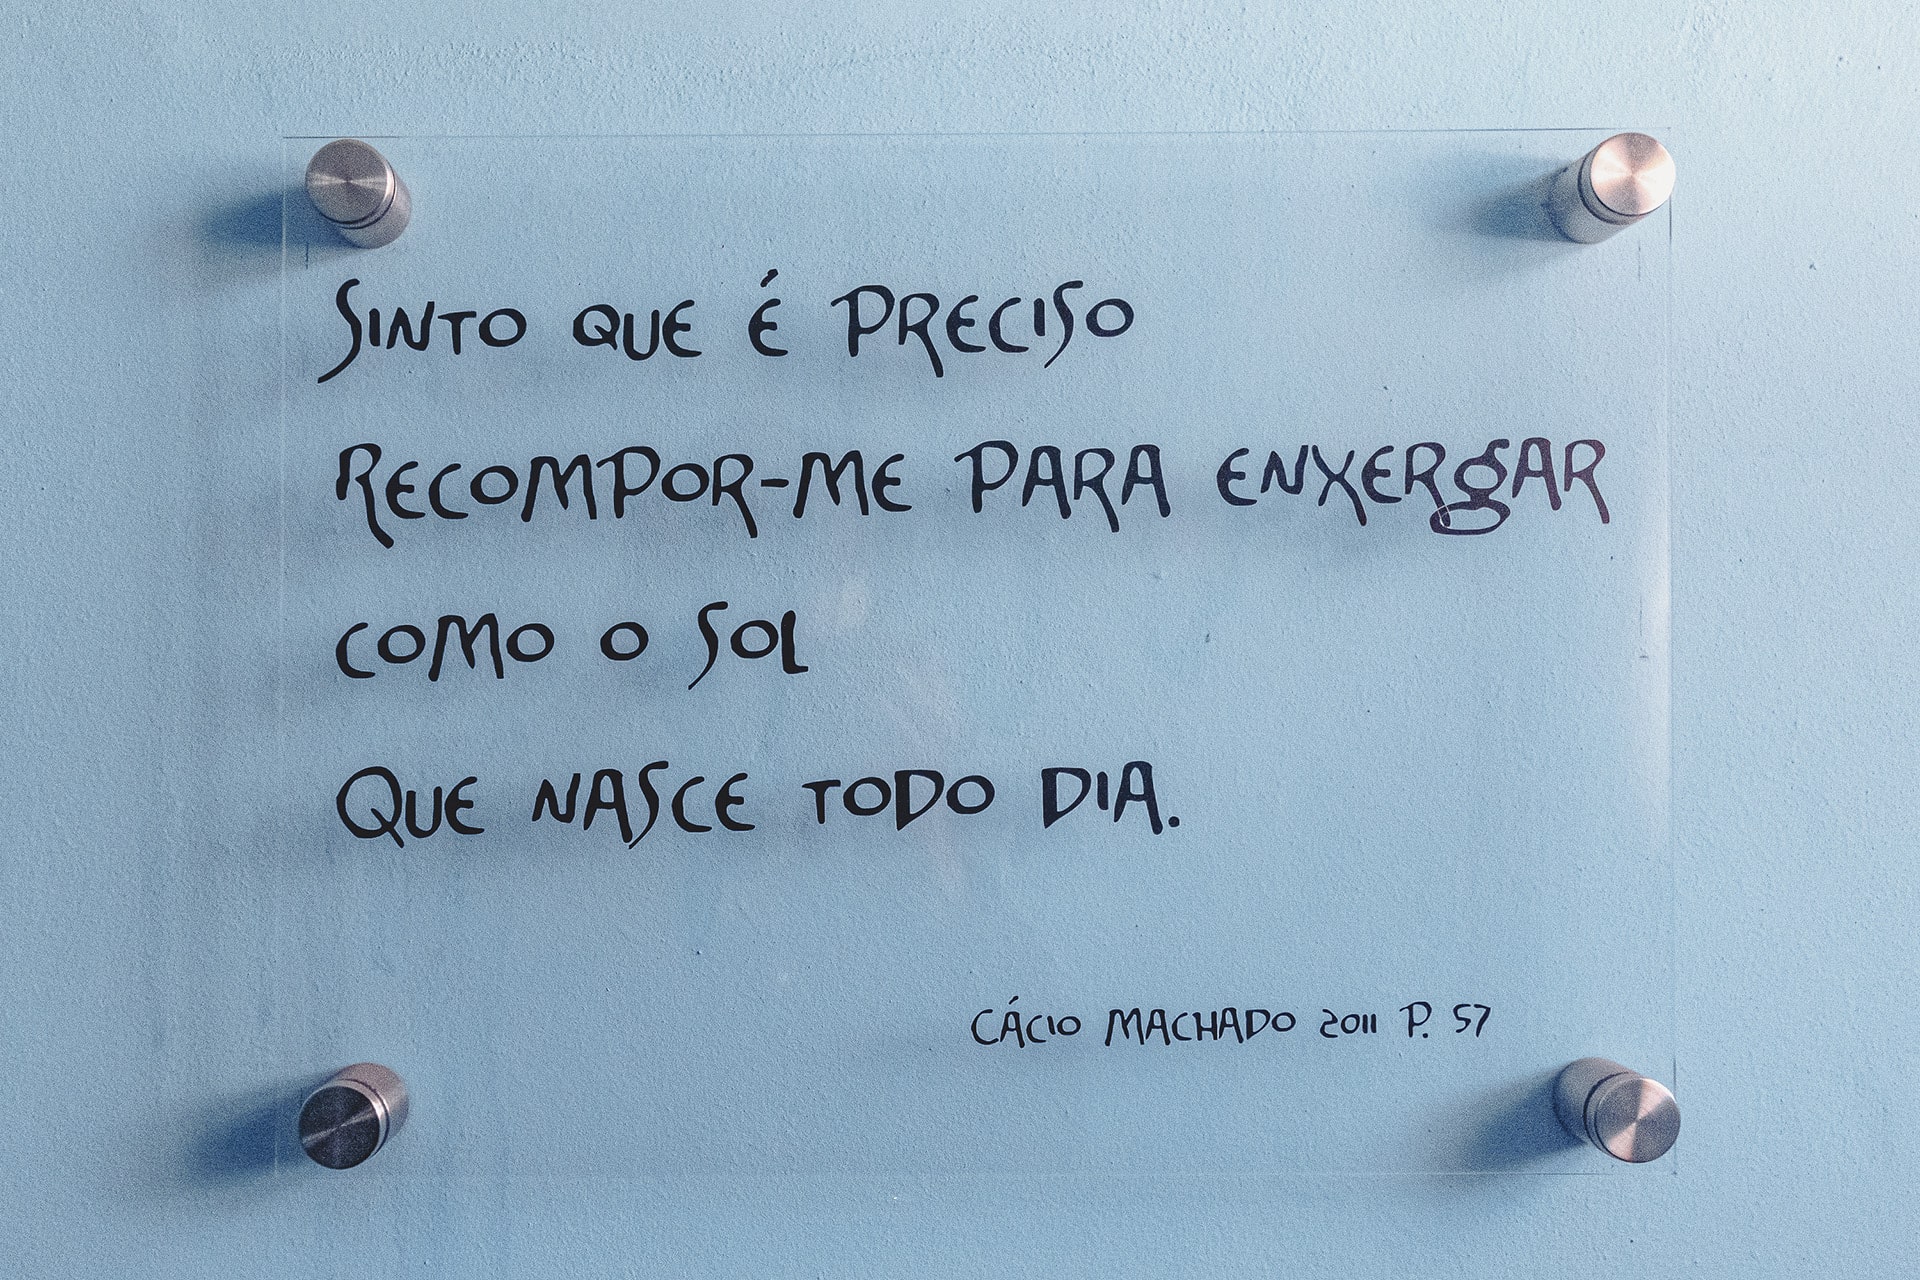 Sinto que é preciso
Recompor-me para enxergar
como o sol
Que nasce todo dia.
Cácio Machado 2011 P. 57